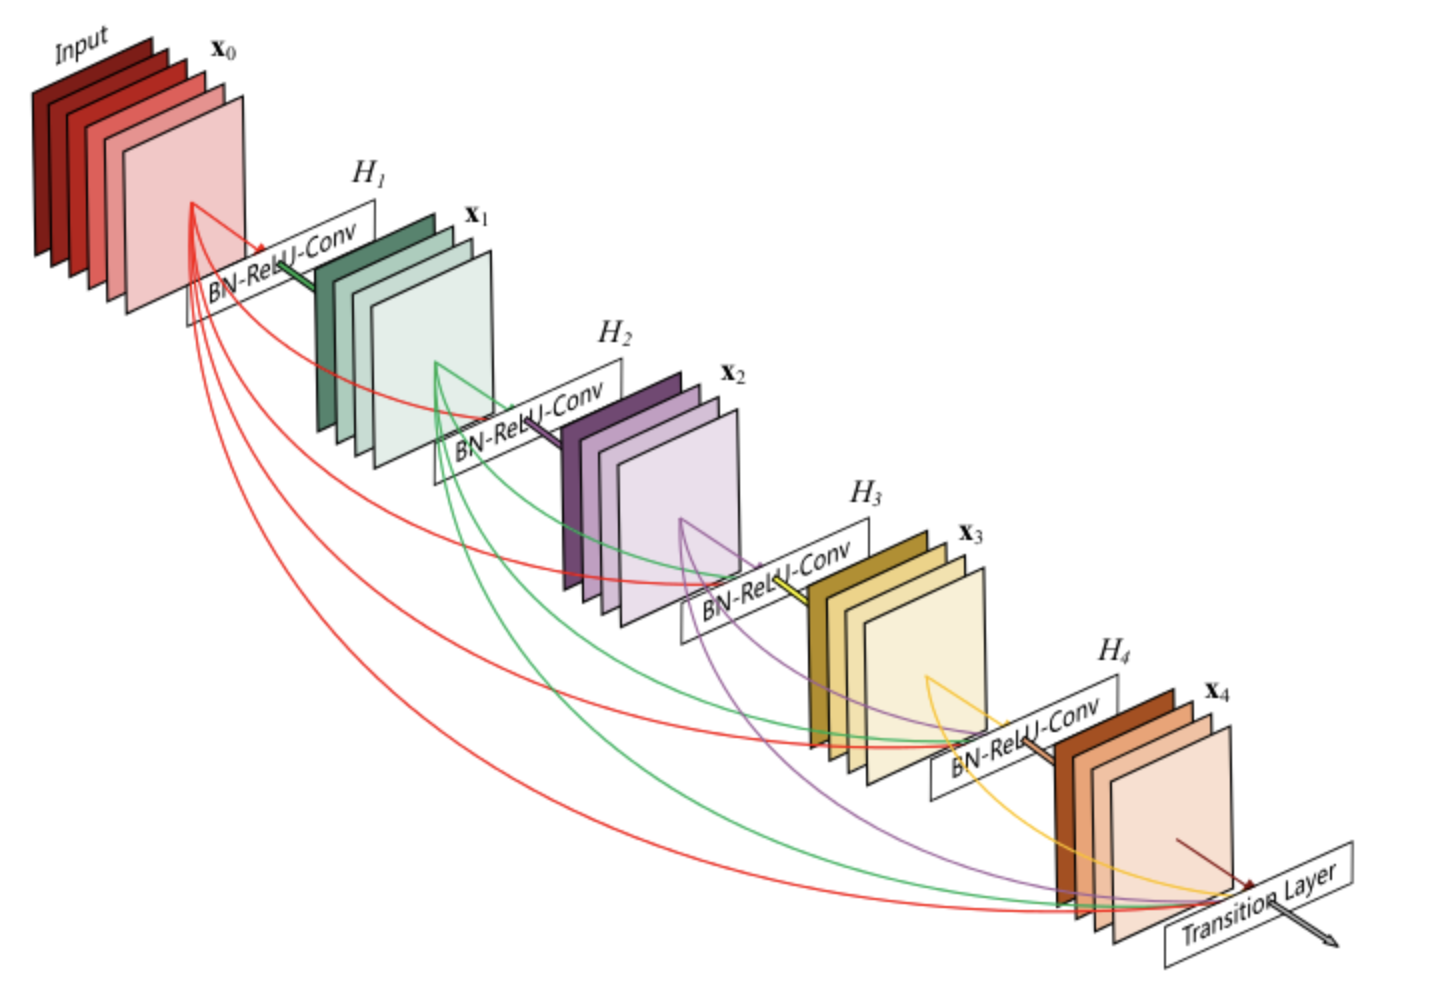 Input
x0
H1
BN-ReLU-Conv
x1
H2
BN-ReLU-Conv
x2
H3
BN-ReLU-Conv
x3
H4
BN-ReLU-Conv
x4
Transition Layer